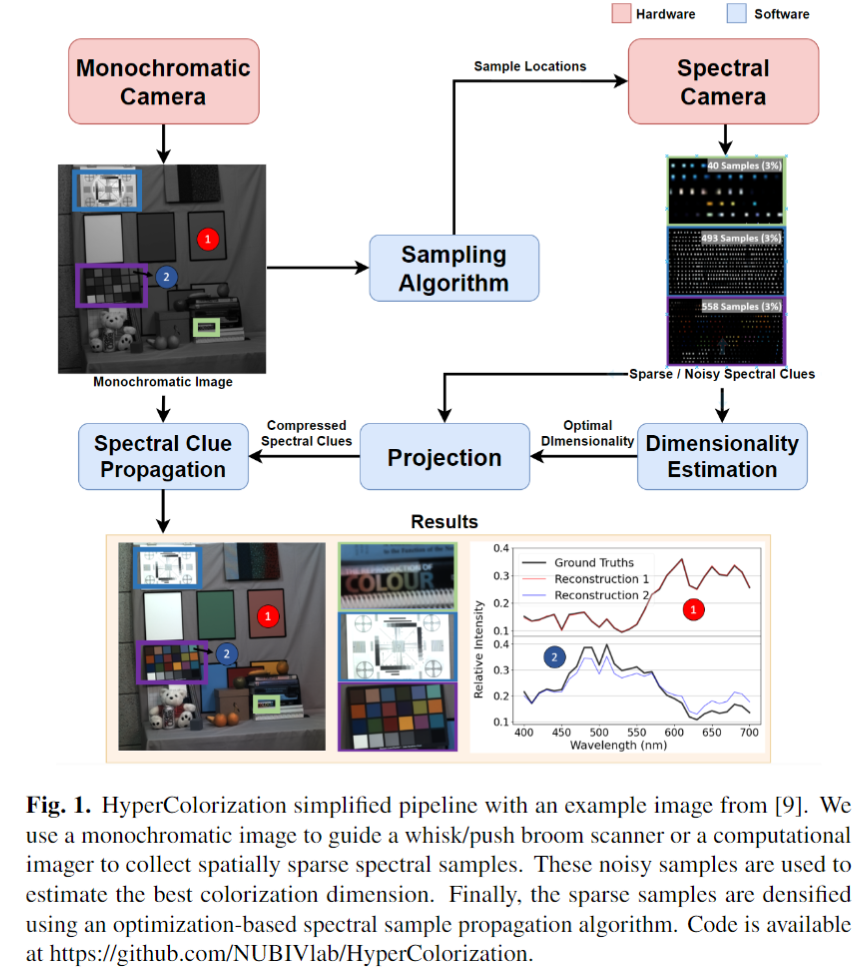 Hardware
Software
Monochromatic
Camera
Sample Locations
Spectral
Camera
40 Samples (3%)
493 Samples (3%)
558 Samples (3%)
1
2
Sampling
Algorithm
Monochromatic Image
Sparse / Noisy Spectral Clues
Spectral Clue
Propagation
Compressed
Spectral Clues
Projection
Optimal
DImensionality
Dimensionality
Estimation
Results
COLOUR
1
2
0.4
0.3
0.2
0.1
Ground Truths
Reconstruction 1
Reconstruction 2
1
0.4
0.3
0.2
0.1
2
Relative Intensity
400 450 500 550 600 650 700
Wavelength (nm)
Fig. 1. HyperColorization simplified pipeline with an example image from [9]. We
use a monochromatic image to guide a whisk/push broom scanner or a computational
imager to collect spatially sparse spectral samples. These noisy samples are used to
estimate the best colorization dimension. Finally, the sparse samples are densified
using an optimization-based spectral sample propagation algorithm. Code is available
at https://github.com/NUBIVlab/HyperColorization.